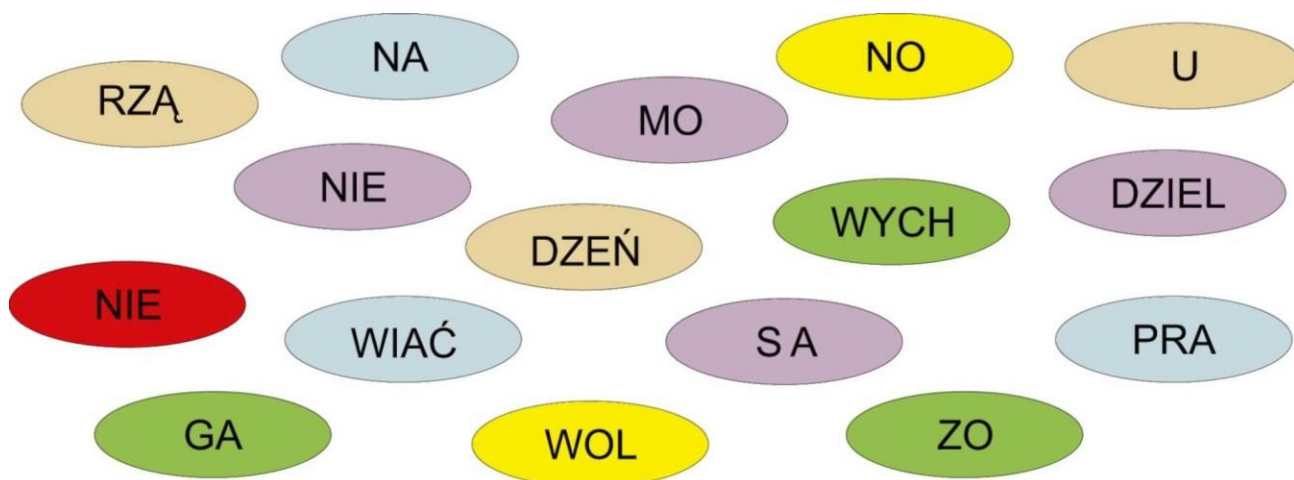 NA NO U
RZĄ MO
NIE WYCH DZIEL
DZEŃ
NIE WIAĆ S A PRA
GA WOL ZO